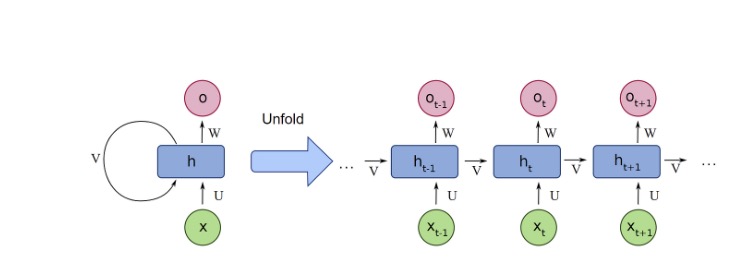 o
W
V
h
U
x
Unfold
...
V
o_{t-1}
W
h_{t-1}
U
x_{t-1}
V
o_t
W
h_t
U
x_t
V
o_{t+1}
W
h_{t+1}
U
x_{t+1}
V
...